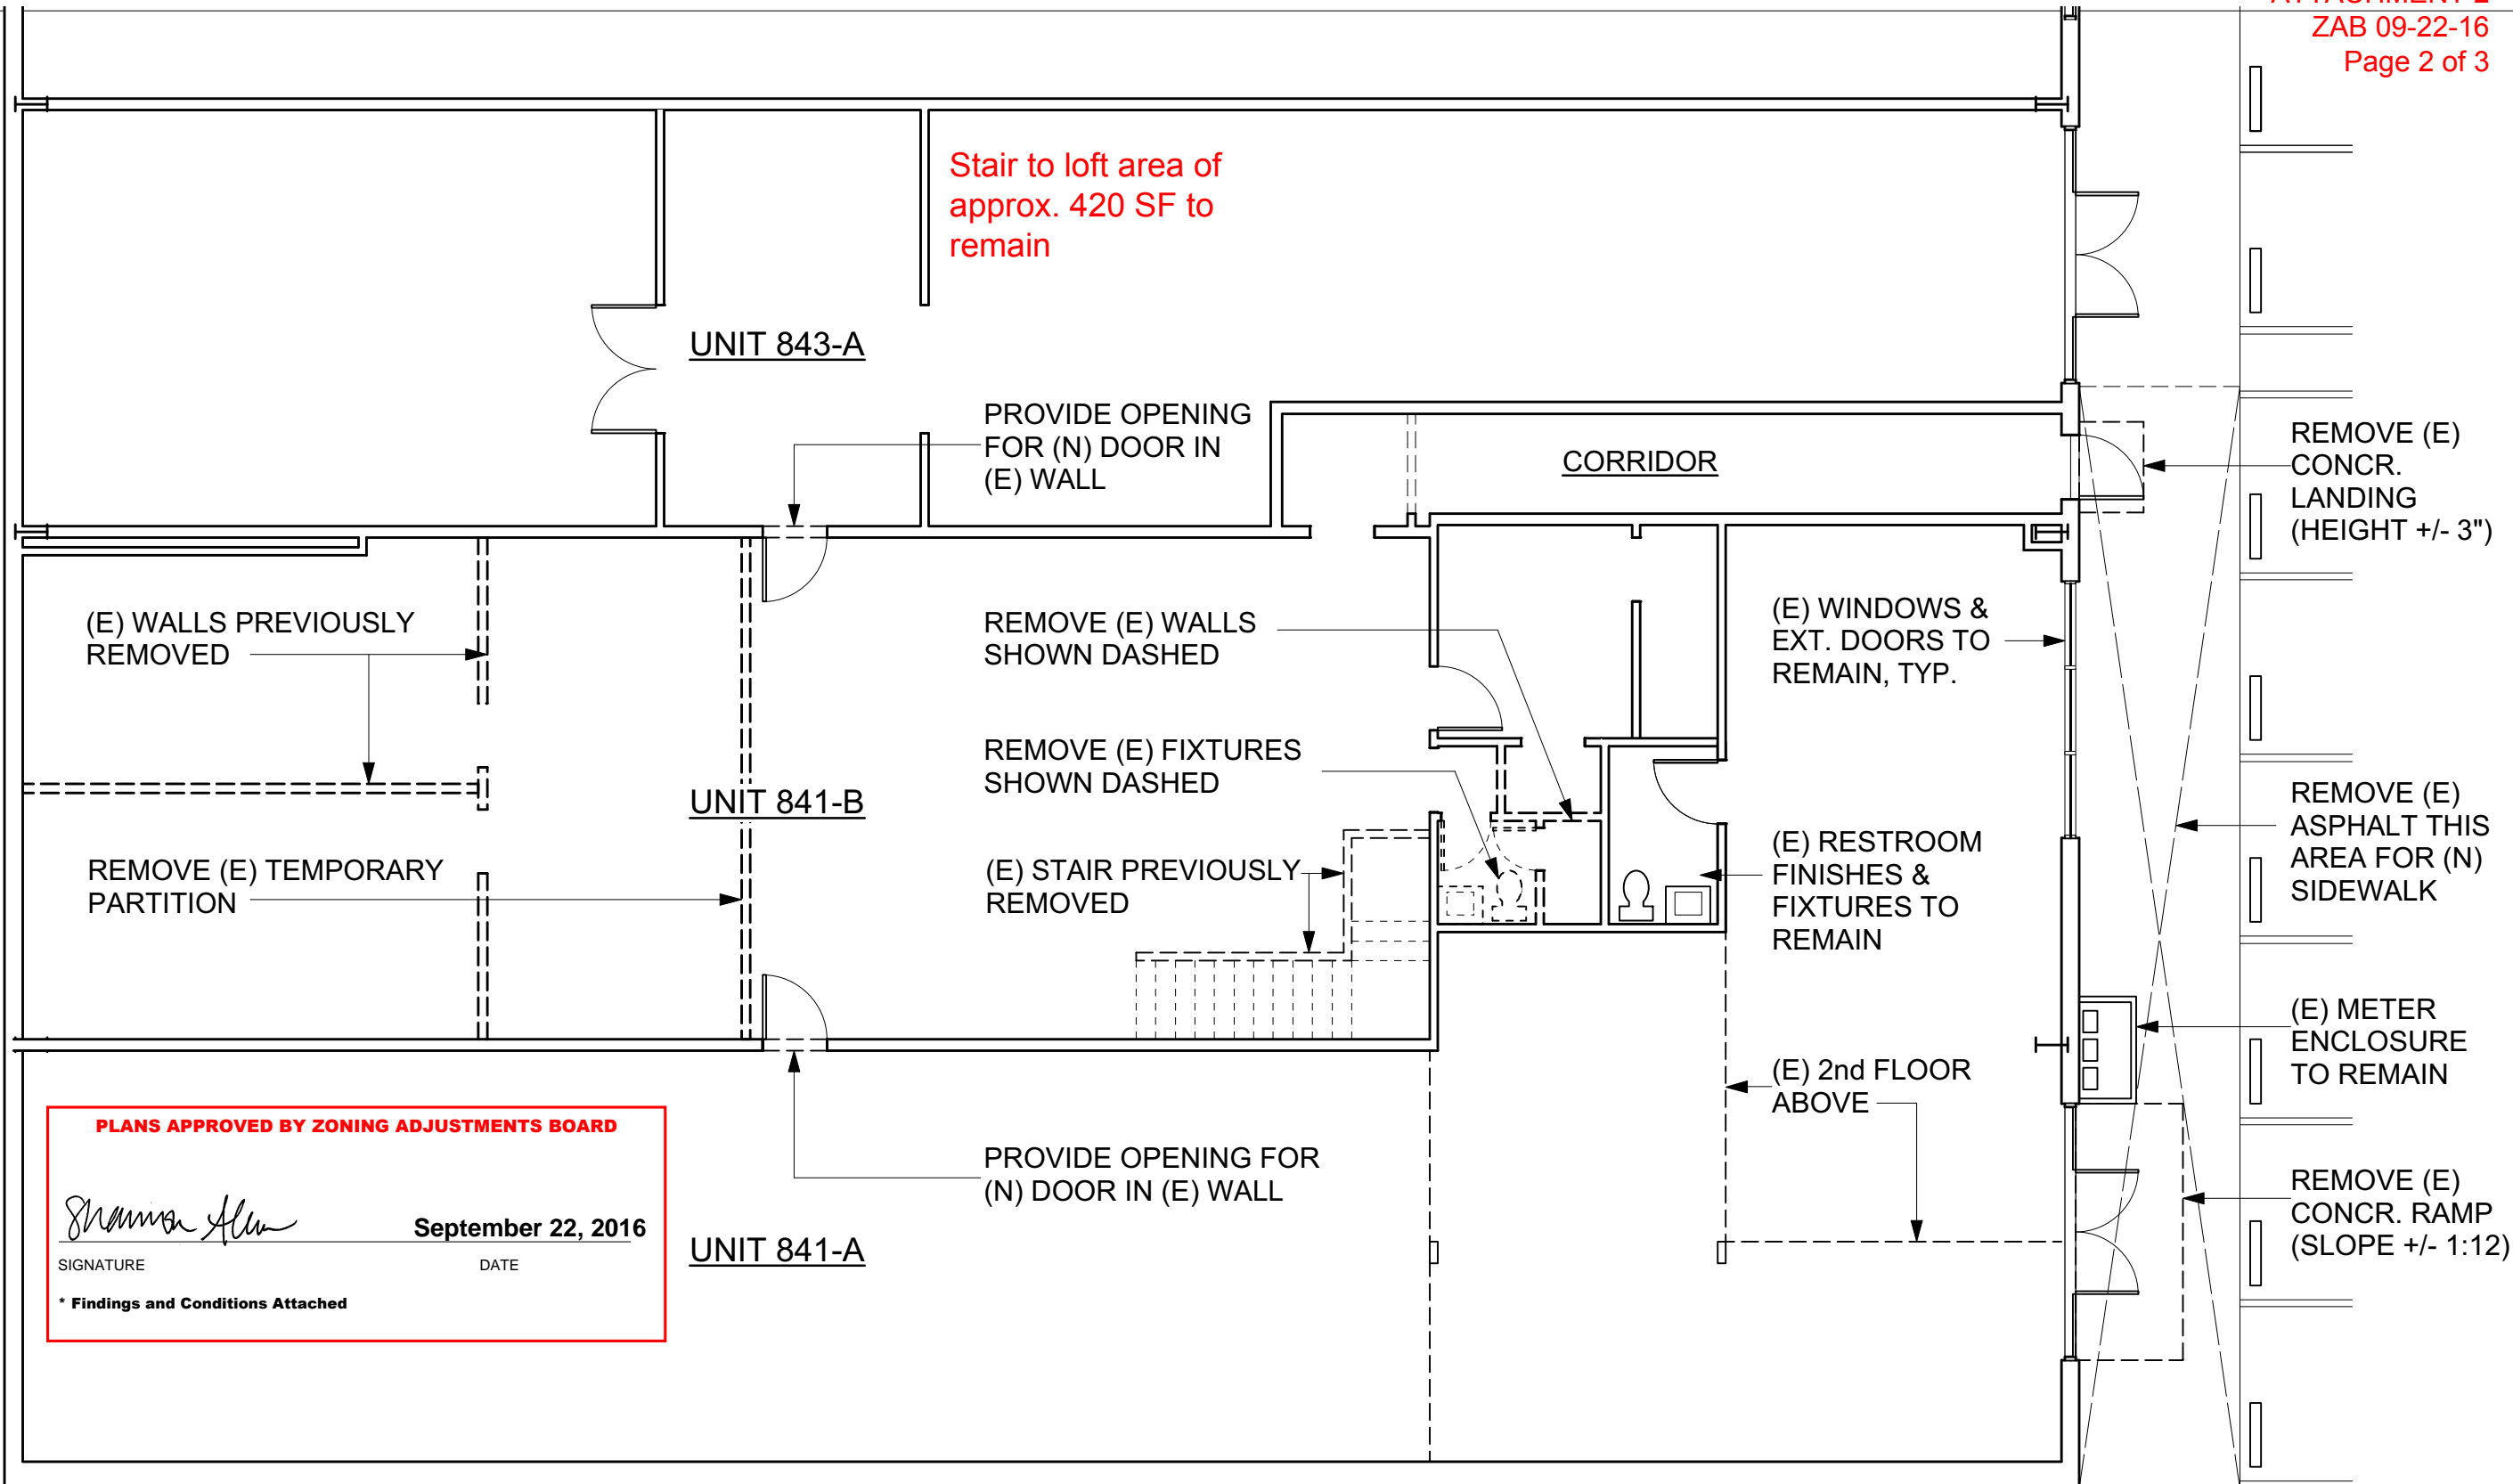 ATTACHMENT 2
ZAB 09-22-16
Page 2 of 3
Stair to loft area of
approx. 420 SF to
remain
UNIT 843-A
PROVIDE OPENING
FOR (N) DOOR IN
(E) WALL
CORRIDOR
REMOVE (E)
CONCR.
LANDING
(HEIGHT +/- 3")
(E) WALLS PREVIOUSLY
REMOVED
REMOVE (E) WALLS
SHOWN DASHED
(E) WINDOWS &
EXT. DOORS TO
REMAIN, TYP.
REMOVE (E) FIXTURES
SHOWN DASHED
UNIT 841-B
REMOVE (E)
ASPHALT THIS
AREA FOR (N)
SIDEWALK
REMOVE (E) TEMPORARY
PARTITION
(E) STAIR PREVIOUSLY
REMOVED
(E) RESTROOM
FINISHES &
FIXTURES TO
REMAIN
(E) METER
ENCLOSURE
TO REMAIN
(E) 2nd FLOOR
ABOVE
PROVIDE OPENING FOR
(N) DOOR IN (E) WALL
REMOVE (E)
CONCR. RAMP
(SLOPE +/- 1:12)
UNIT 841-A
PLANS APPROVED BY ZONING ADJUSTMENTS BOARD
Shannon Allen
September 22, 2016
SIGNATURE
DATE
* Findings and Conditions Attached